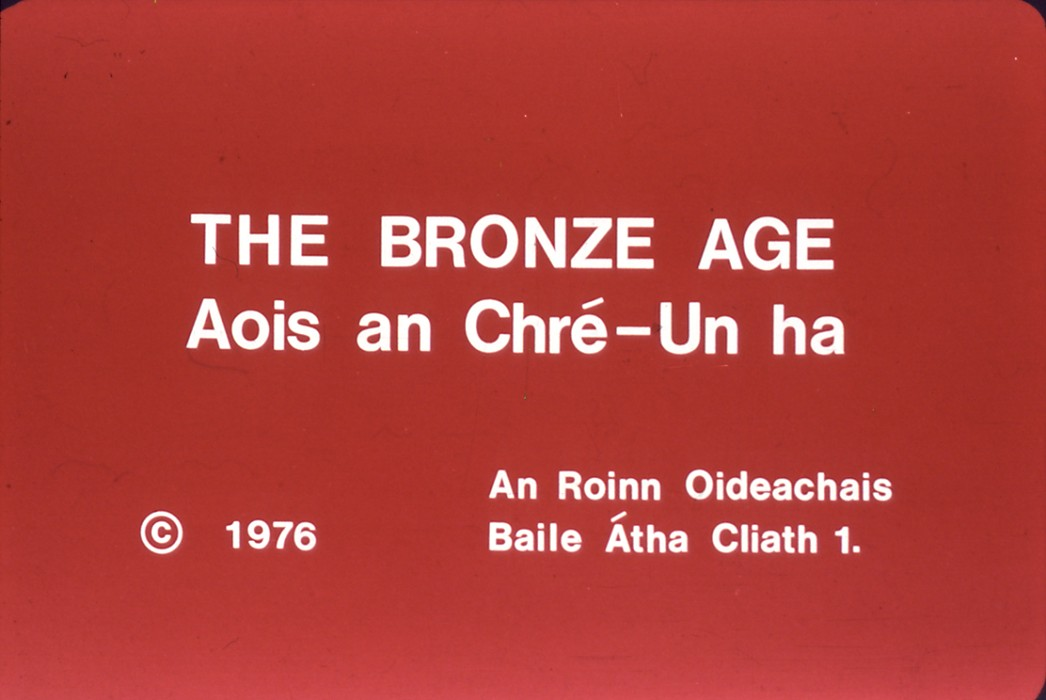 THE BRONZE AGE
Aois an Chré-Un ha
An Roinn Oideachais
© 1976 Baile Átha Cliath 1.